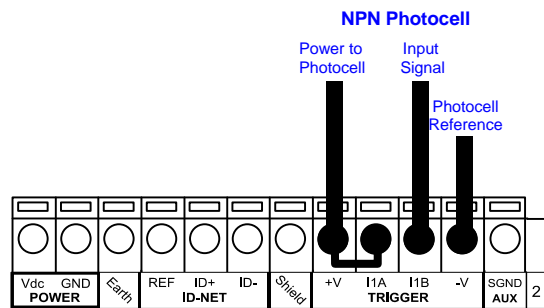 NPN Photocell
Power to
Photocell
Input
Signal
Photocell
Reference
Vdc GND Earth REF ID+ ID- Shield +V I1A I1B -V SGND 2
POWER ID-NET TRIGGER AUX